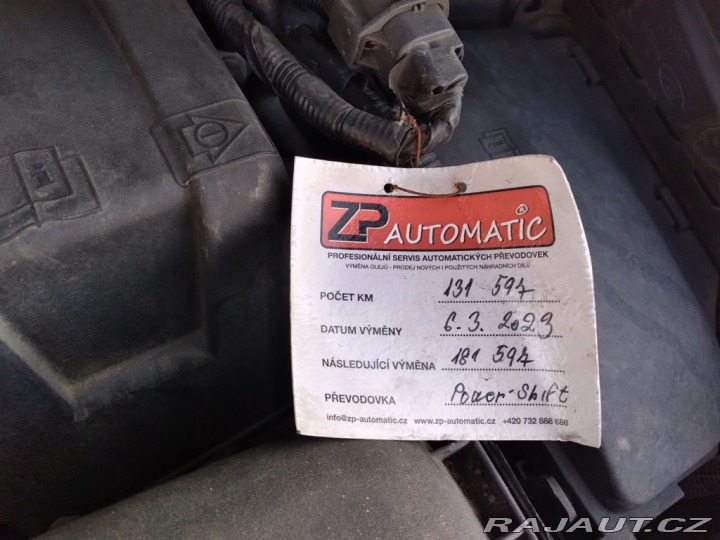 ZP AUTOMATIC®
PROFESIONÁLNÍ SERVIS AUTOMATICKÝCH PŘEVODOVEK
VÝMĚNA OLEJŮ - PRODEJ NOVÝCH I POUŽITÝCH NÁHRADNÍCH DÍLŮ
POČET KM 131 594
DATUM VÝMĚNY 6.3. 2023
NÁSLEDUJÍCÍ VÝMĚNA 181 594
PŘEVODOVKA Power-Shift
info@zp-automatic.cz www.zp-automatic.cz +420 732 888 688
RAJAUT.CZ